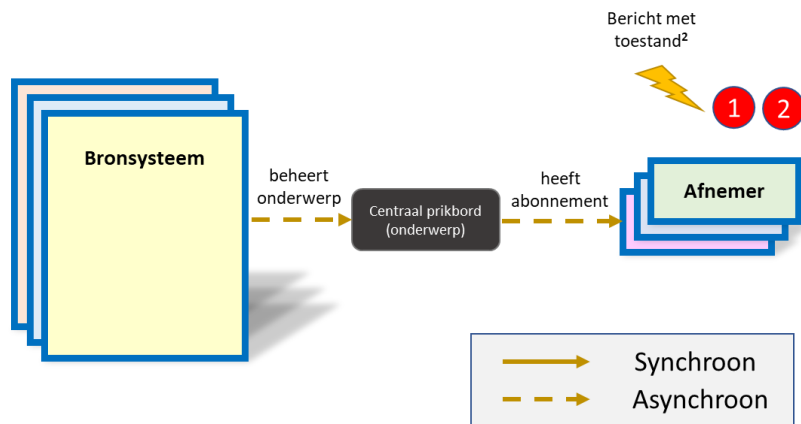 Bericht met
toestand²
1 2
Bronsysteem
beheert
onderwerp
Centraal prikbord
(onderwerp)
heeft
abonnement
Afnemer
Synchroon
Asynchroon